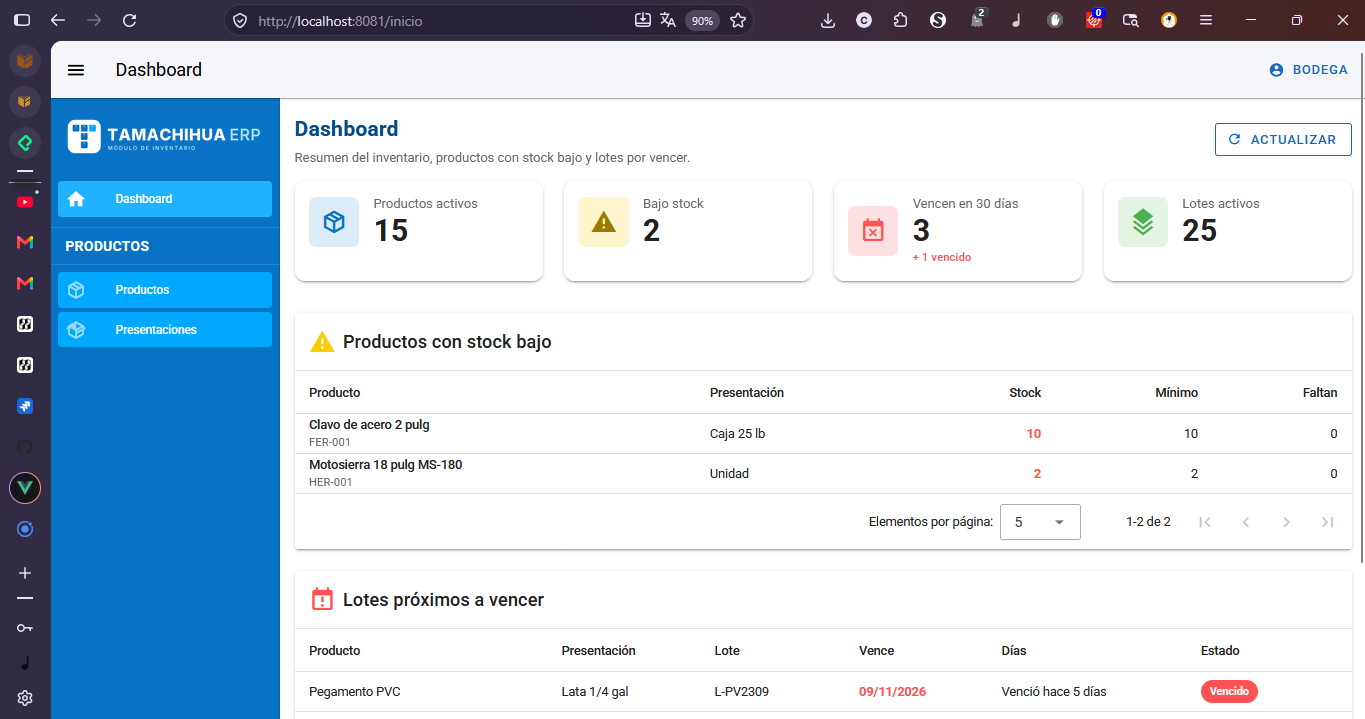 http://localhost:8081/inicio
90%
2
0
Dashboard
BODEGA
TAMACHIHUA ERP
MÓDULO DE INVENTARIO
Dashboard
PRODUCTOS
Productos
Presentaciones
Dashboard
Resumen del inventario, productos con stock bajo y lotes por vencer.
ACTUALIZAR
Productos activos
15
Bajo stock
2
Vencen en 30 días
3
+ 1 vencido
Lotes activos
25
Productos con stock bajo
Producto Presentación Stock Mínimo Faltan
Clavo de acero 2 pulg
FER-001
Caja 25 lb 10 10 0
Motosierra 18 pulg MS-180
HER-001
Unidad 2 2 0
Elementos por página: 5 1-2 de 2
Lotes próximos a vencer
Producto Presentación Lote Vence Días Estado
Pegamento PVC Lata 1/4 gal L-PV2309 09/11/2026 Venció hace 5 días Vencido